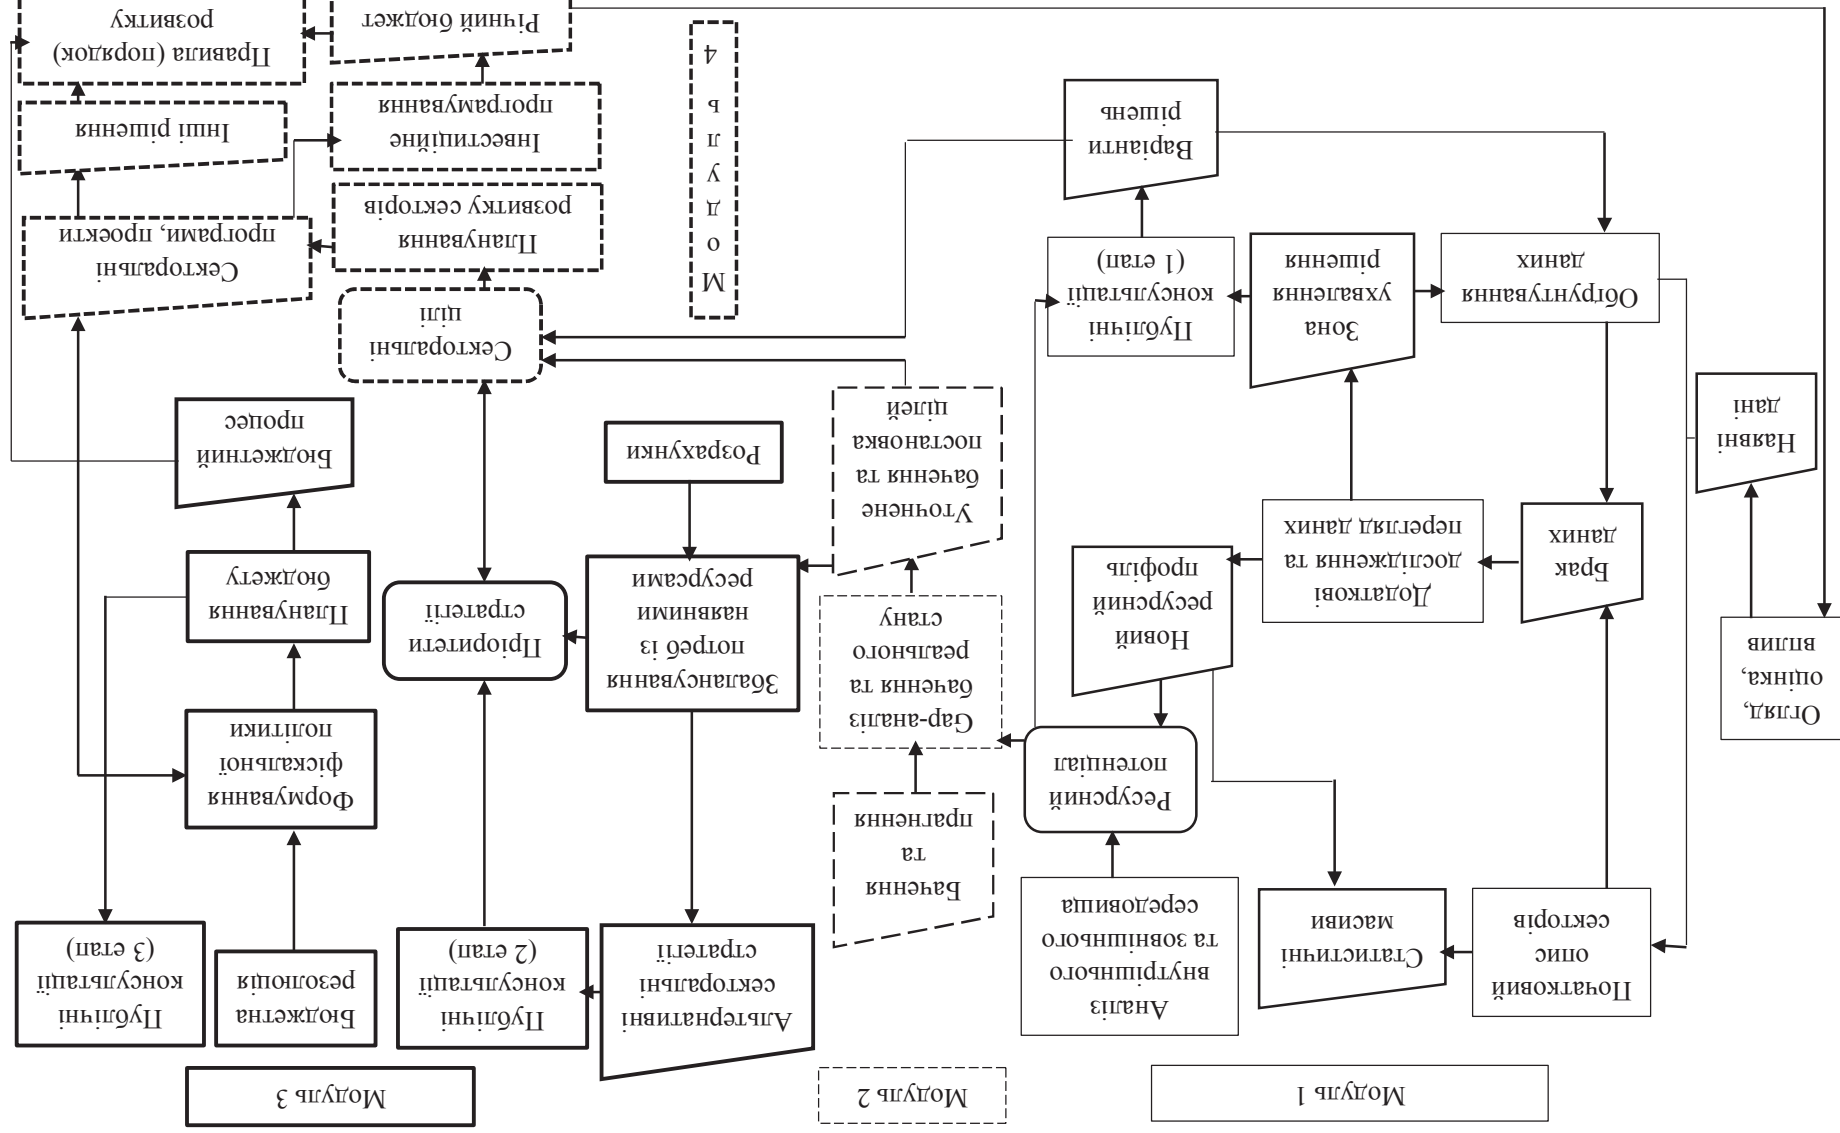 Модуль 1
Модуль 2
Модуль 3
Початковий
опис
секторів
Статичні
масиви
Аналіз
внутрішнього
та зовнішнього
середовища
Альтернативні
секторальні
стратегії
Публічні
консультації
(2 етап)
Бюджетна
резолюція
Публічні
консультації
(3 етап)
Бачення
та
прагнення
Ресурсний
потенціал
Формування
фіскальної
політики
Огляд,
оцінка,
вплив
Брак
даних
Додаткові
дослідження та
перегляд даних
Новий
ресурсний
профіль
Gap-аналіз
бачення та
реального
стану
Збалансування
потреб із
наявними
ресурсами
Пріоритети
стратегії
Планування
бюджету
Наявні
дані
Уточнене
бачення та
постановка
цілей
Розрахунки
Бюджетний
процес
Обґрунтування
даних
Зона
ухвалення
рішення
Публічні
консультації
(1 етап)
Секторальні
цілі
Варіанти
рішень
М
о
д
у
л
ь
4
Планування
розвитку секторів
Секторальні
програми, проекти
Інвестиційне
програмування
Інші рішення
Річний бюджет
Правила (порядок)
розвитку